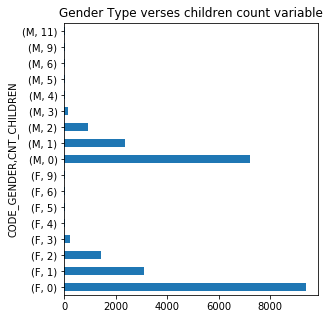 Gender Type verses children count variable
CODE_GENDER,CNT_CHILDREN
(M, 11)
(M, 9)
(M, 6)
(M, 5)
(M, 4)
(M, 3)
(M, 2)
(M, 1)
(M, 0)
(F, 9)
(F, 6)
(F, 5)
(F, 4)
(F, 3)
(F, 2)
(F, 1)
(F, 0)
0 2000 4000 6000 8000